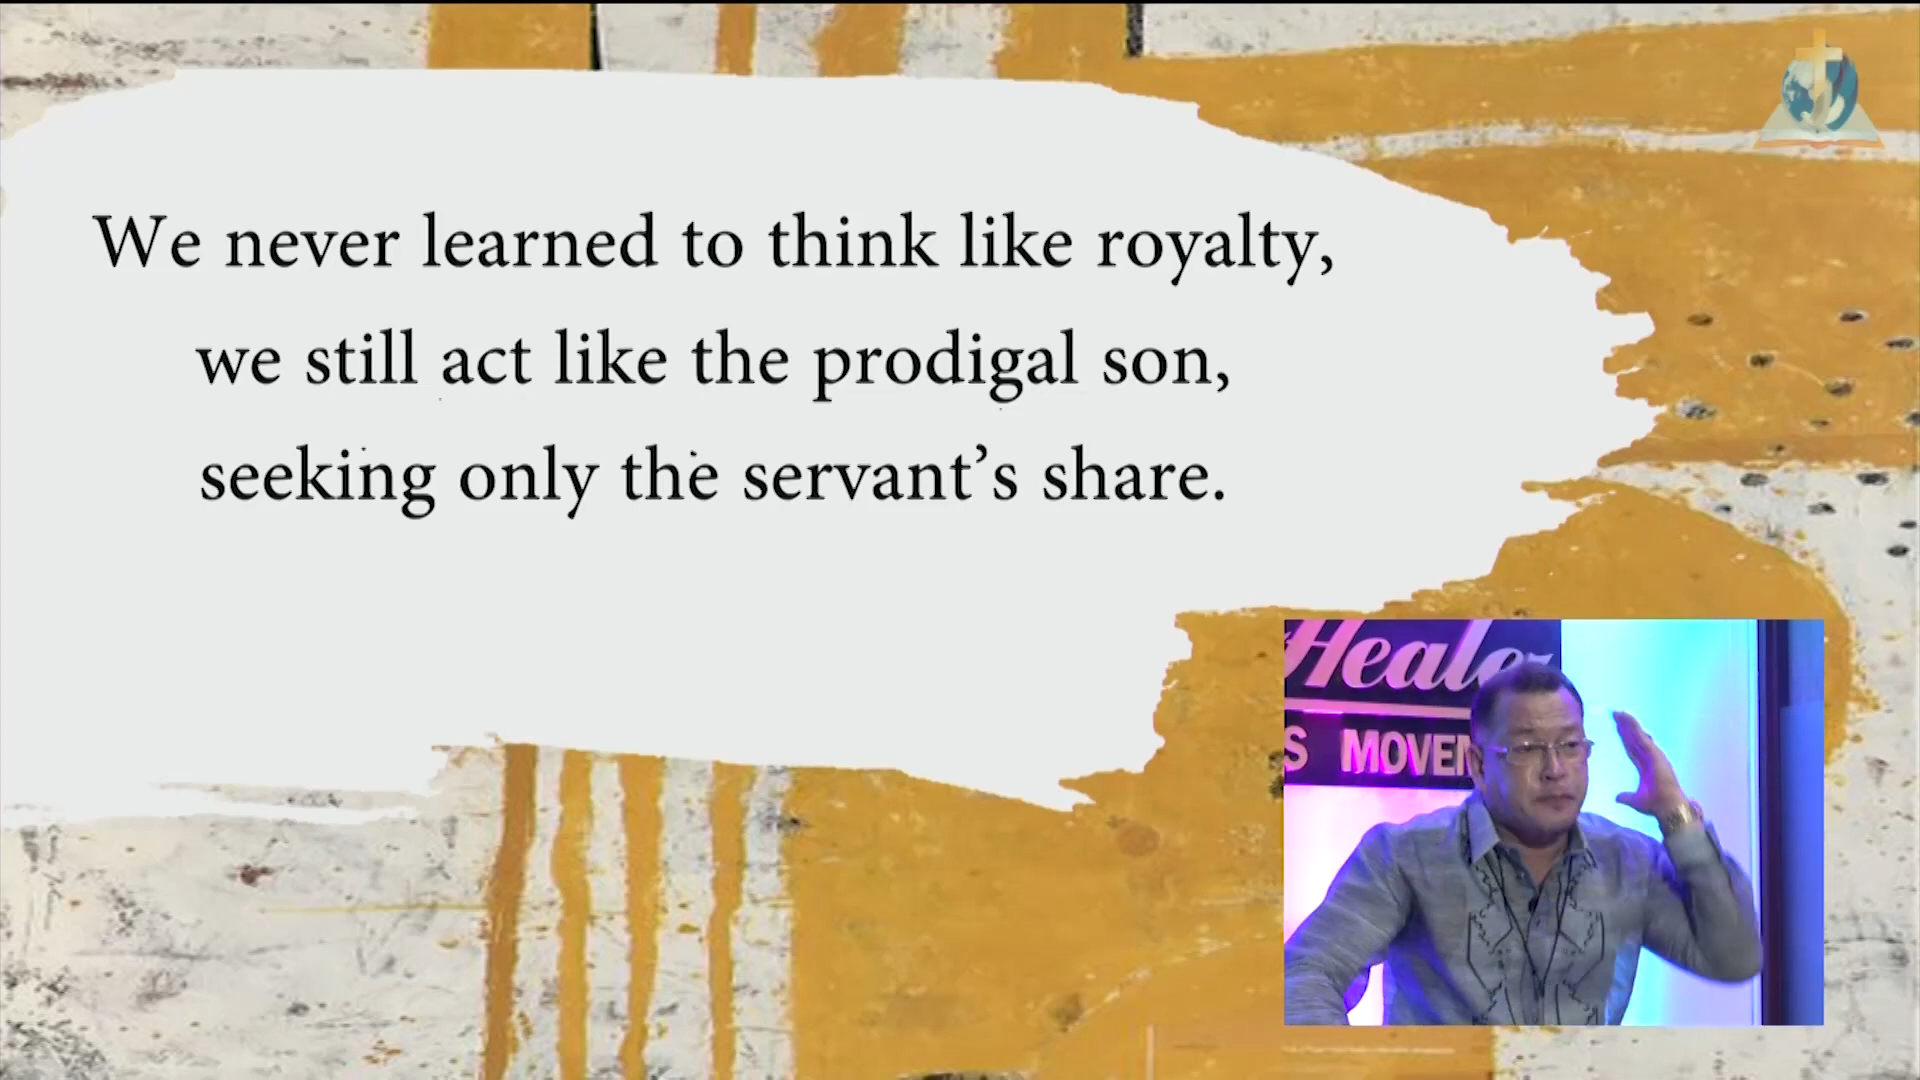 We never learned to think like royalty,
we still act like the prodigal son,
seeking only the servant’s share.
Healer
S MOVEM